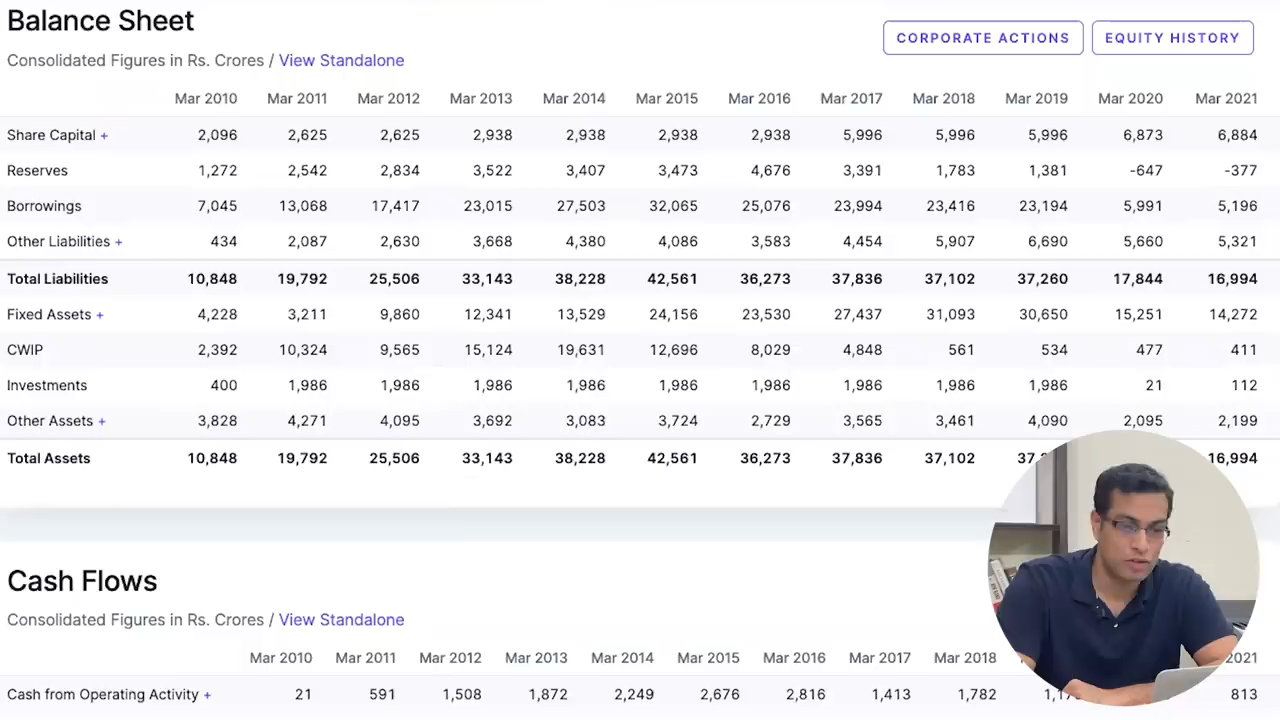 Balance Sheet
CORPORATE ACTIONS EQUITY HISTORY
Consolidated Figures in Rs. Crores / View Standalone
Mar 2010 Mar 2011 Mar 2012 Mar 2013 Mar 2014 Mar 2015 Mar 2016 Mar 2017 Mar 2018 Mar 2019 Mar 2020 Mar 2021
Share Capital + 2,096 2,625 2,625 2,938 2,938 2,938 2,938 5,996 5,996 5,996 6,873 6,884
Reserves 1,272 2,542 2,834 3,522 3,407 3,473 4,676 3,391 1,783 1,381 -647 -377
Borrowings 7,045 13,068 17,417 23,015 27,503 32,065 25,076 23,994 23,416 23,194 5,991 5,196
Other Liabilities + 434 2,087 2,630 3,668 4,380 4,086 3,583 4,454 5,907 6,690 5,660 5,321
Total Liabilities 10,848 19,792 25,506 33,143 38,228 42,561 36,273 37,836 37,102 37,260 17,844 16,994
Fixed Assets + 4,228 3,211 9,860 12,341 13,529 24,156 23,530 27,437 31,093 30,650 15,251 14,272
CWIP 2,392 10,324 9,565 15,124 19,631 12,696 8,029 4,848 561 534 477 411
Investments 400 1,986 1,986 1,986 1,986 1,986 1,986 1,986 1,986 1,986 21 112
Other Assets + 3,828 4,271 4,095 3,692 3,083 3,724 2,729 3,565 3,461 4,090 2,095 2,199
Total Assets 10,848 19,792 25,506 33,143 38,228 42,561 36,273 37,836 37,102 16,994
Cash Flows
Consolidated Figures in Rs. Crores / View Standalone
Mar 2010 Mar 2011 Mar 2012 Mar 2013 Mar 2014 Mar 2015 Mar 2016 Mar 2017 Mar 2018 2021
Cash from Operating Activity + 21 591 1,508 1,872 2,249 2,676 2,816 1,413 1,782 813